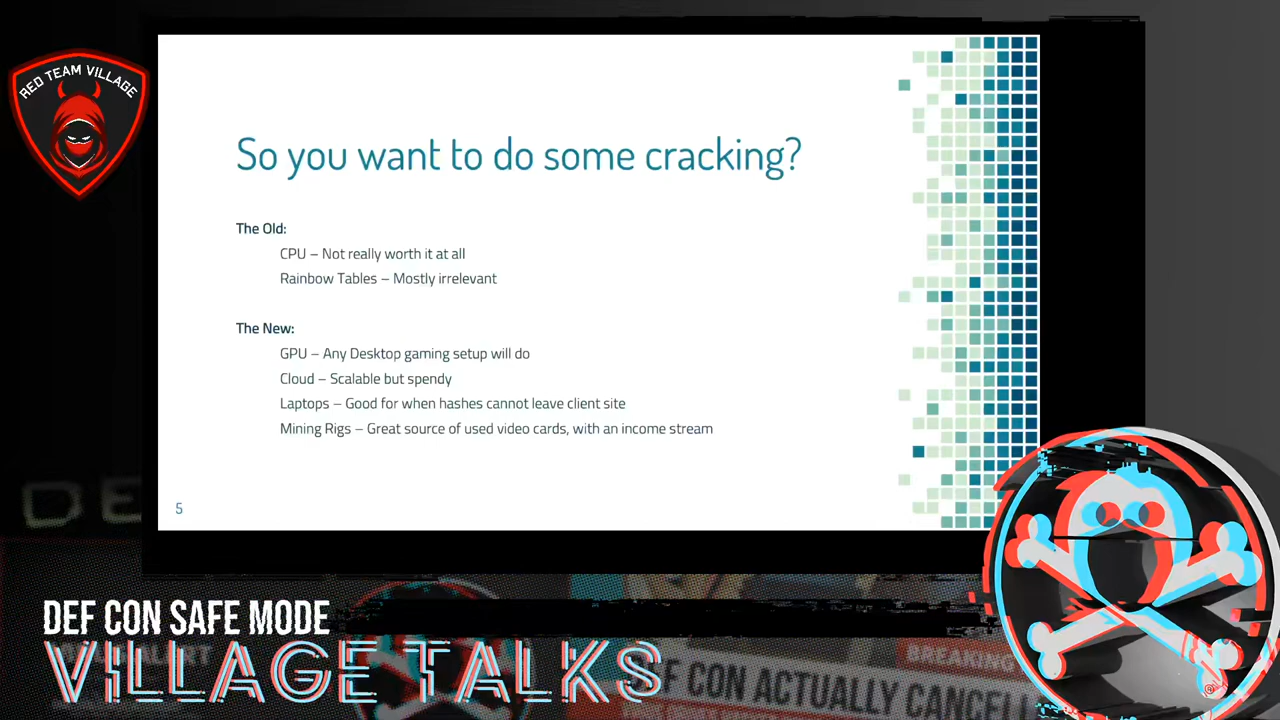 RED TEAM VILLAGE
So you want to do some cracking?
The Old:
CPU – Not really worth it at all
Rainbow Tables – Mostly irrelevant
The New:
GPU – Any Desktop gaming setup will do
Cloud – Scalable but spendy
Laptops – Good for when hashes cannot leave client site
Mining Rigs – Great source of used video cards, with an income stream
5
DEF CON SAFE MODE
VILLAGE TALKS
BREAKING
DEF CON ACTUALLY CANCELL